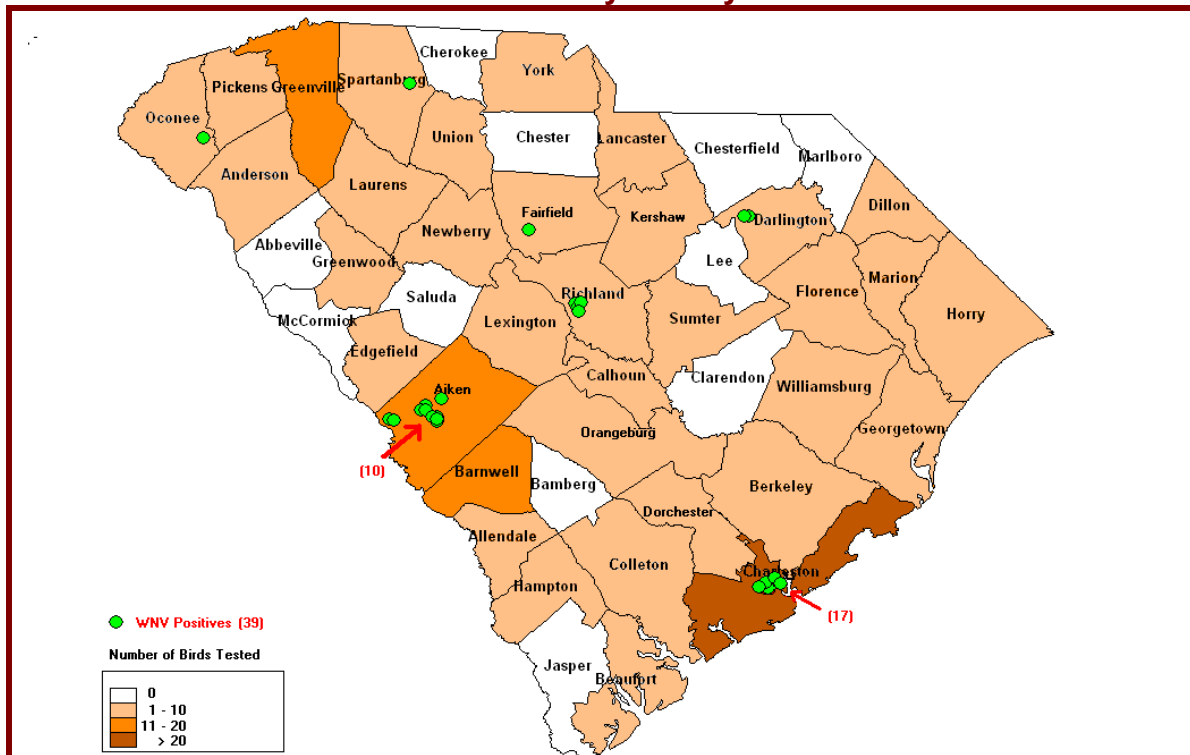 Cherokee
York
Spartanburg
Pickens
Greenville
Oconee
Union
Chester
Lancaster
Chesterfield
Marlboro
Anderson
Laurens
Fairfield
Kershaw
Darlington
Dillon
Newberry
Abbeville
Greenwood
Lee
Marion
Saluda
Richland
Florence
McCormick
Lexington
Sumter
Horry
Edgefield
Calhoun
Clarendon
Williamsburg
Aiken
Orangeburg
Georgetown
(10)
Barnwell
Bamberg
Berkeley
Dorchester
Allendale
Colleton
Charleston
Hampton
(17)
WNV Positives (39)
Number of Birds Tested
Jasper
Beaufort
0
1 - 10
11 - 20
> 20